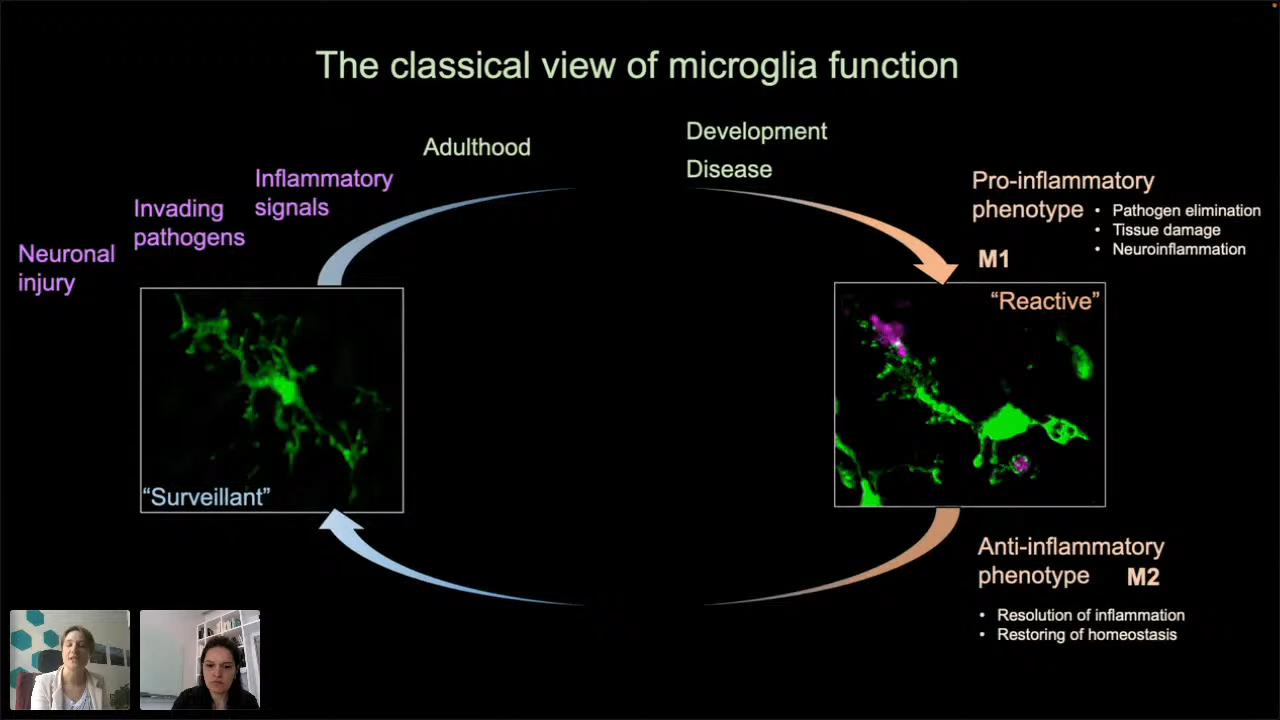 The classical view of microglia function
Adulthood
Development
Disease
Inflammatory
signals
Invading
pathogens
Neuronal
injury
Pro-inflammatory
phenotype
• Pathogen elimination
• Tissue damage
• Neuroinflammation
M1
“Reactive”
“Surveillant”
Anti-inflammatory
phenotype M2
• Resolution of inflammation
• Restoring of homeostasis